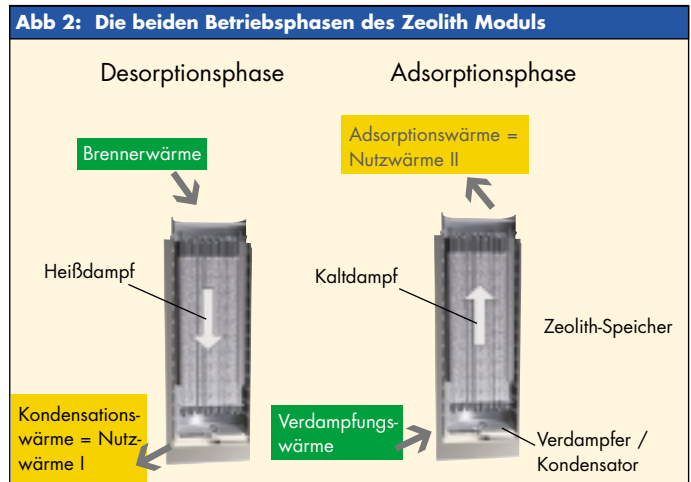 Abb 2: Die beiden Betriebsphasen des Zeolith Moduls
Desorptionsphase
Adsorptionsphase
Brennerwärme
Adsorptionswärme =
Nutzwärme II
Heißdampf
Kaltdampf
Zeolith-Speicher
Kondensations-
wärme = Nutz-
wärme I
Verdampfungs-
wärme
Verdampfer /
Kondensator